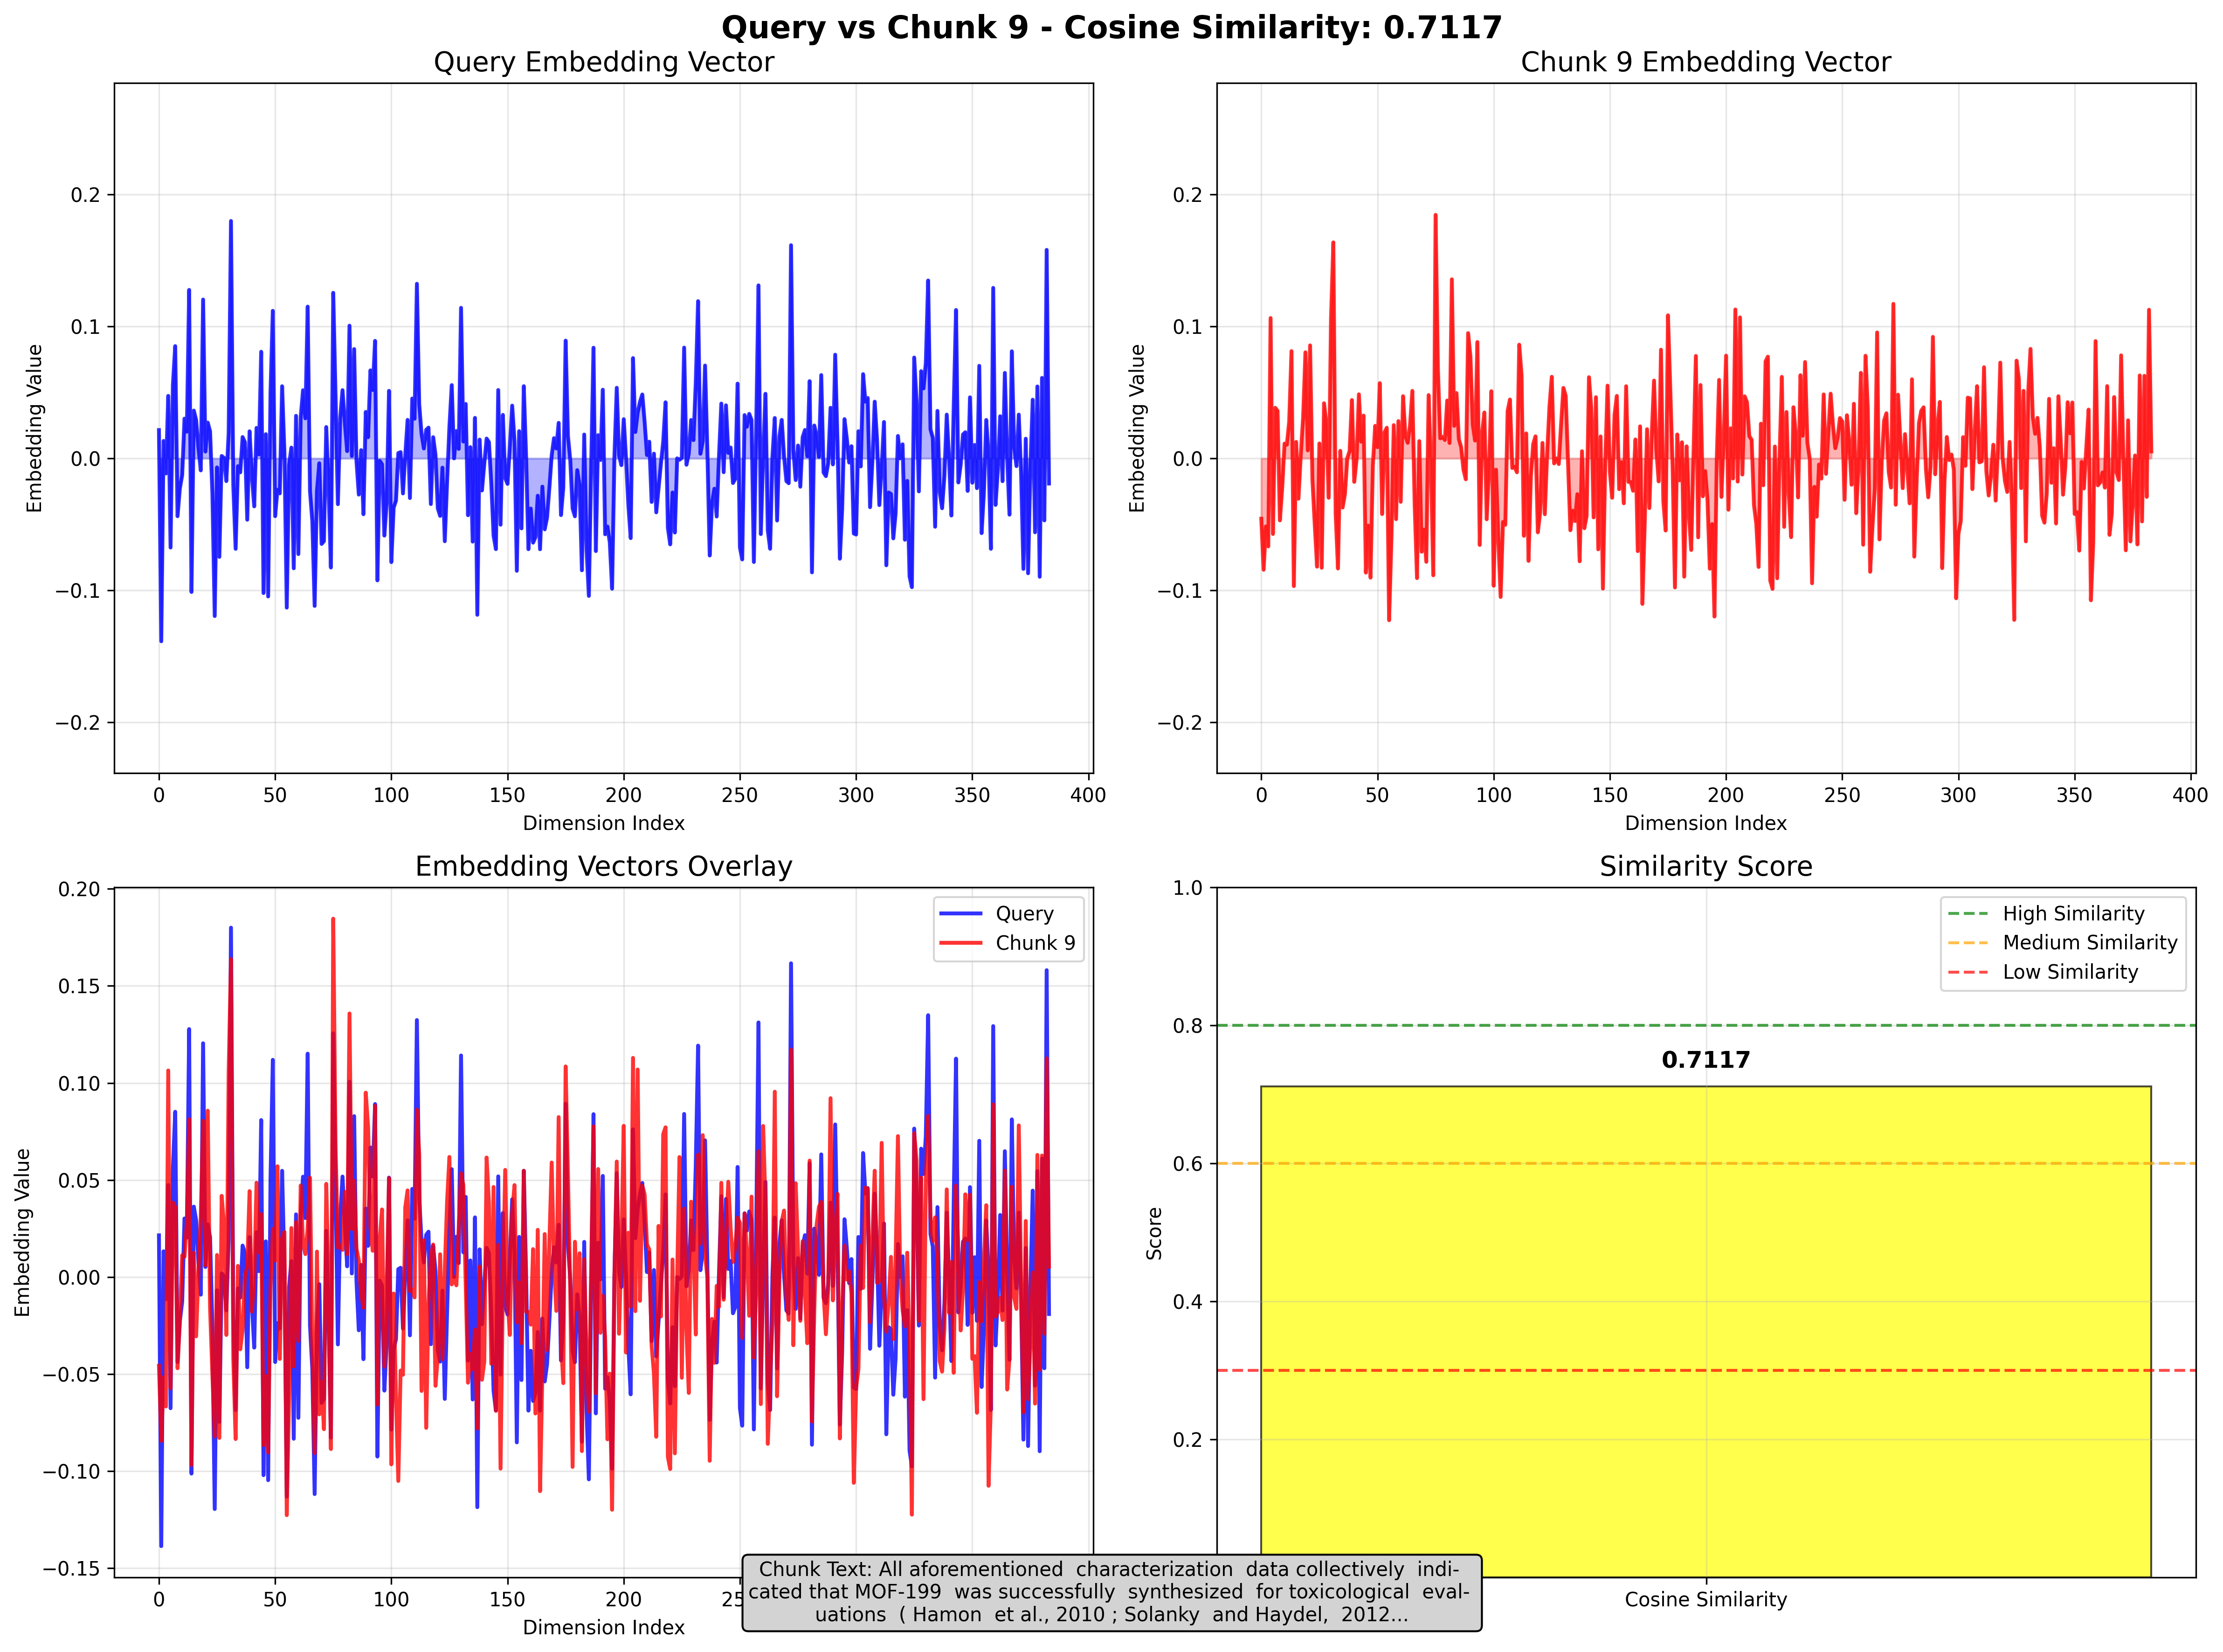 Query vs Chunk 9 - Cosine Similarity: 0.7117
Query Embedding Vector
Embedding Value
0.2
0.1
0.0
−0.1
−0.2
0 50 100 150 200 250 300 350 400
Dimension Index
Chunk 9 Embedding Vector
Embedding Value
0.2
0.1
0.0
−0.1
−0.2
0 50 100 150 200 250 300 350 400
Dimension Index
Embedding Vectors Overlay
Query
Chunk 9
Embedding Value
0.20
0.15
0.10
0.05
0.00
−0.05
−0.10
−0.15
0 50 100 150 200
Dimension Index
Similarity Score
High Similarity
Medium Similarity
Low Similarity
0.7117
Score
1.0
0.8
0.6
0.4
0.2
Cosine Similarity
Chunk Text: All aforementioned characterization data collectively indi-
cated that MOF-199 was successfully synthesized for toxicological eval-
uations ( Hamon et al., 2010 ; Solanky and Haydel, 2012...